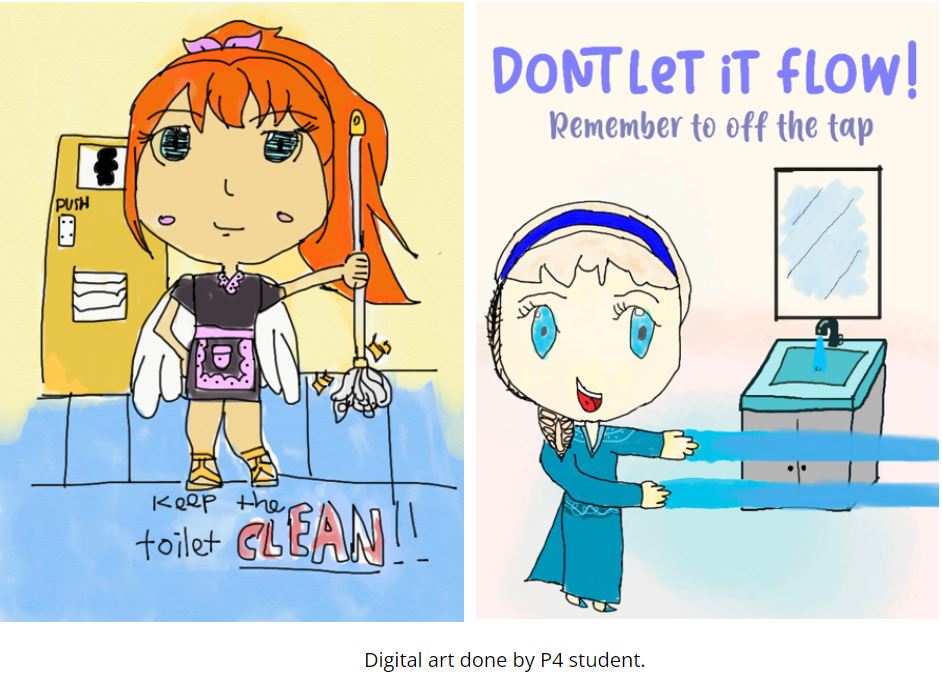 PUSH
Keep the
toilet CLEAN!!
DONT LET iT FLOW!
Remember to off the tap
Digital art done by P4 student.